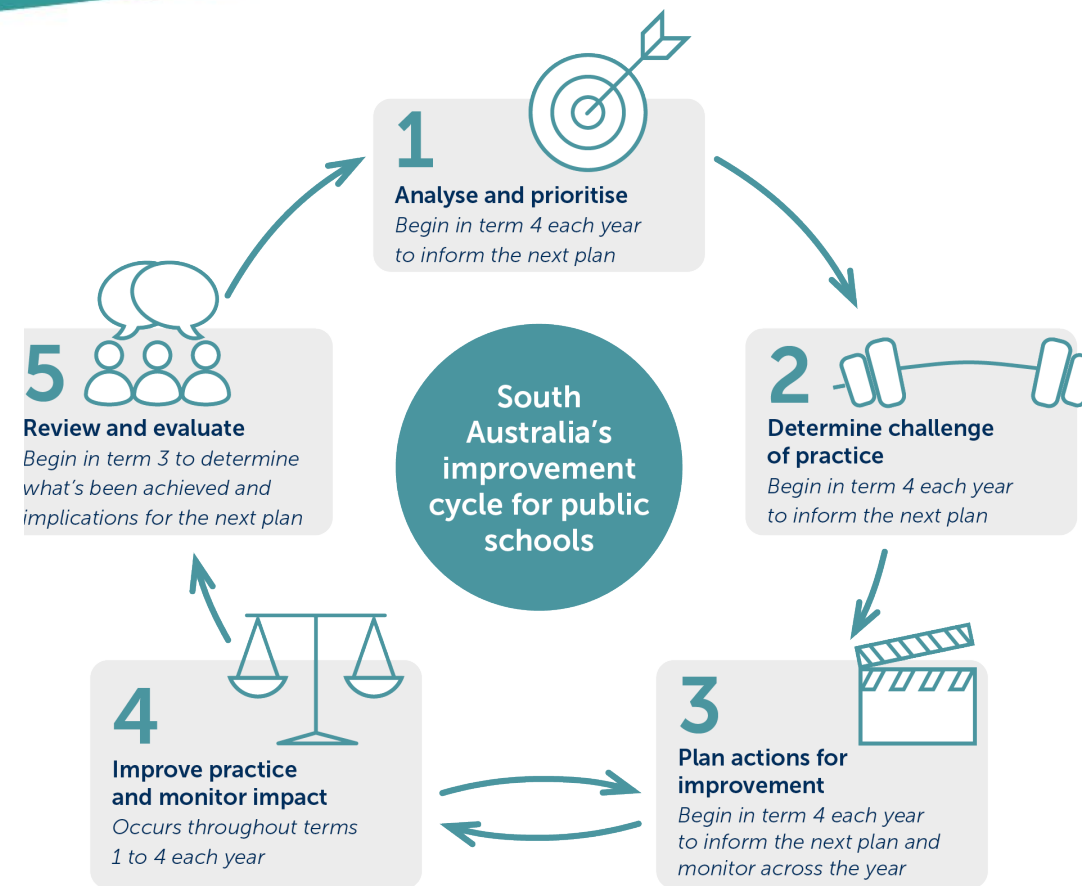 1
Analyse and prioritise
Begin in term 4 each year
to inform the next plan
2
Determine challenge
of practice
Begin in term 4 each year
to inform the next plan
3
Plan actions for
improvement
Begin in term 4 each year
to inform the next plan and
monitor across the year
4
Improve practice
and monitor impact
Occurs throughout terms
1 to 4 each year
5
Review and evaluate
Begin in term 3 to determine
what's been achieved and
implications for the next plan
South
Australia's
improvement
cycle for public
schools